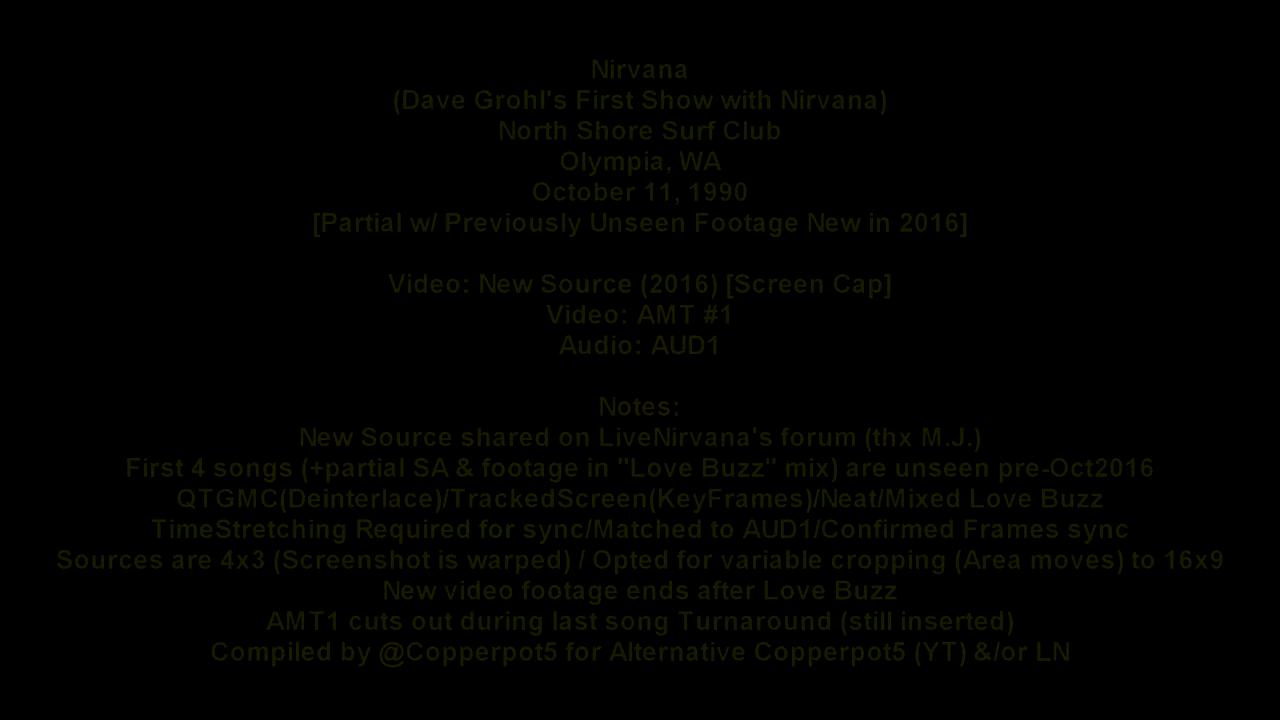 Nirvana
(Dave Grohl's First Show with Nirvana)
North Shore Surf Club
Olympia, WA
October 11, 1990
[Partial w/ Previously Unseen Footage New in 2016]
Video: New Source (2016) [Screen Cap]
Video: AMT #1
Audio: AUD1
Notes:
New Source shared on LiveNirvana's forum (thx M.J.)
First 4 songs (+partial SA & footage in "Love Buzz" mix) are unseen pre-Oct2016
QTGMC(Deinterlace)/TrackedScreen(KeyFrames)/Neat/Mixed Love Buzz
TimeStretching Required for sync/Matched to AUD1/Confirmed Frames sync
Sources are 4x3 (Screenshot is warped) / Opted for variable cropping (Area moves) to 16x9
New video footage ends after Love Buzz
AMT1 cuts out during last song Turnaround (still inserted)
Compiled by @Copperpot5 for Alternative Copperpot5 (YT) &/or LN